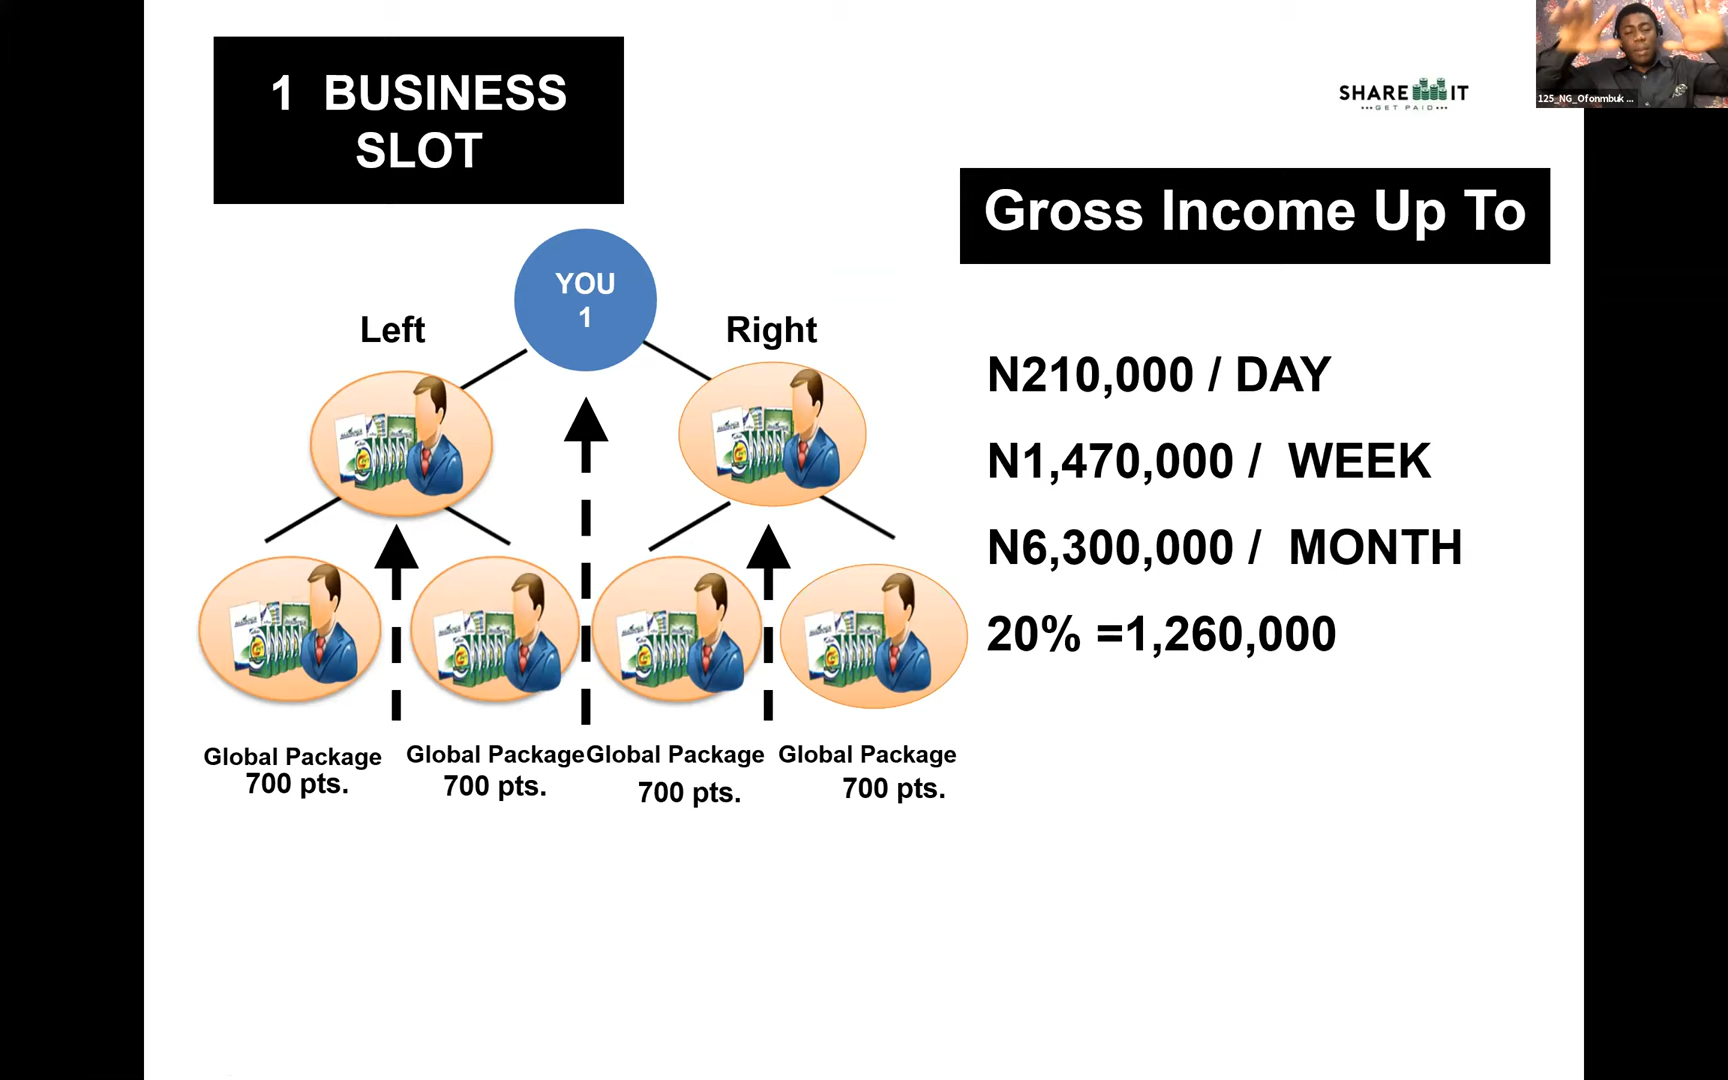 1 BUSINESS
SLOT
SHARE IT
GET PAID
125_NG_Ofonmbuk ...
Gross Income Up To
YOU
1
Left
Right
N210,000 / DAY
N1,470,000 / WEEK
N6,300,000 / MONTH
20% =1,260,000
Global Package
700 pts.
Global Package
700 pts.
Global Package
700 pts.
Global Package
700 pts.